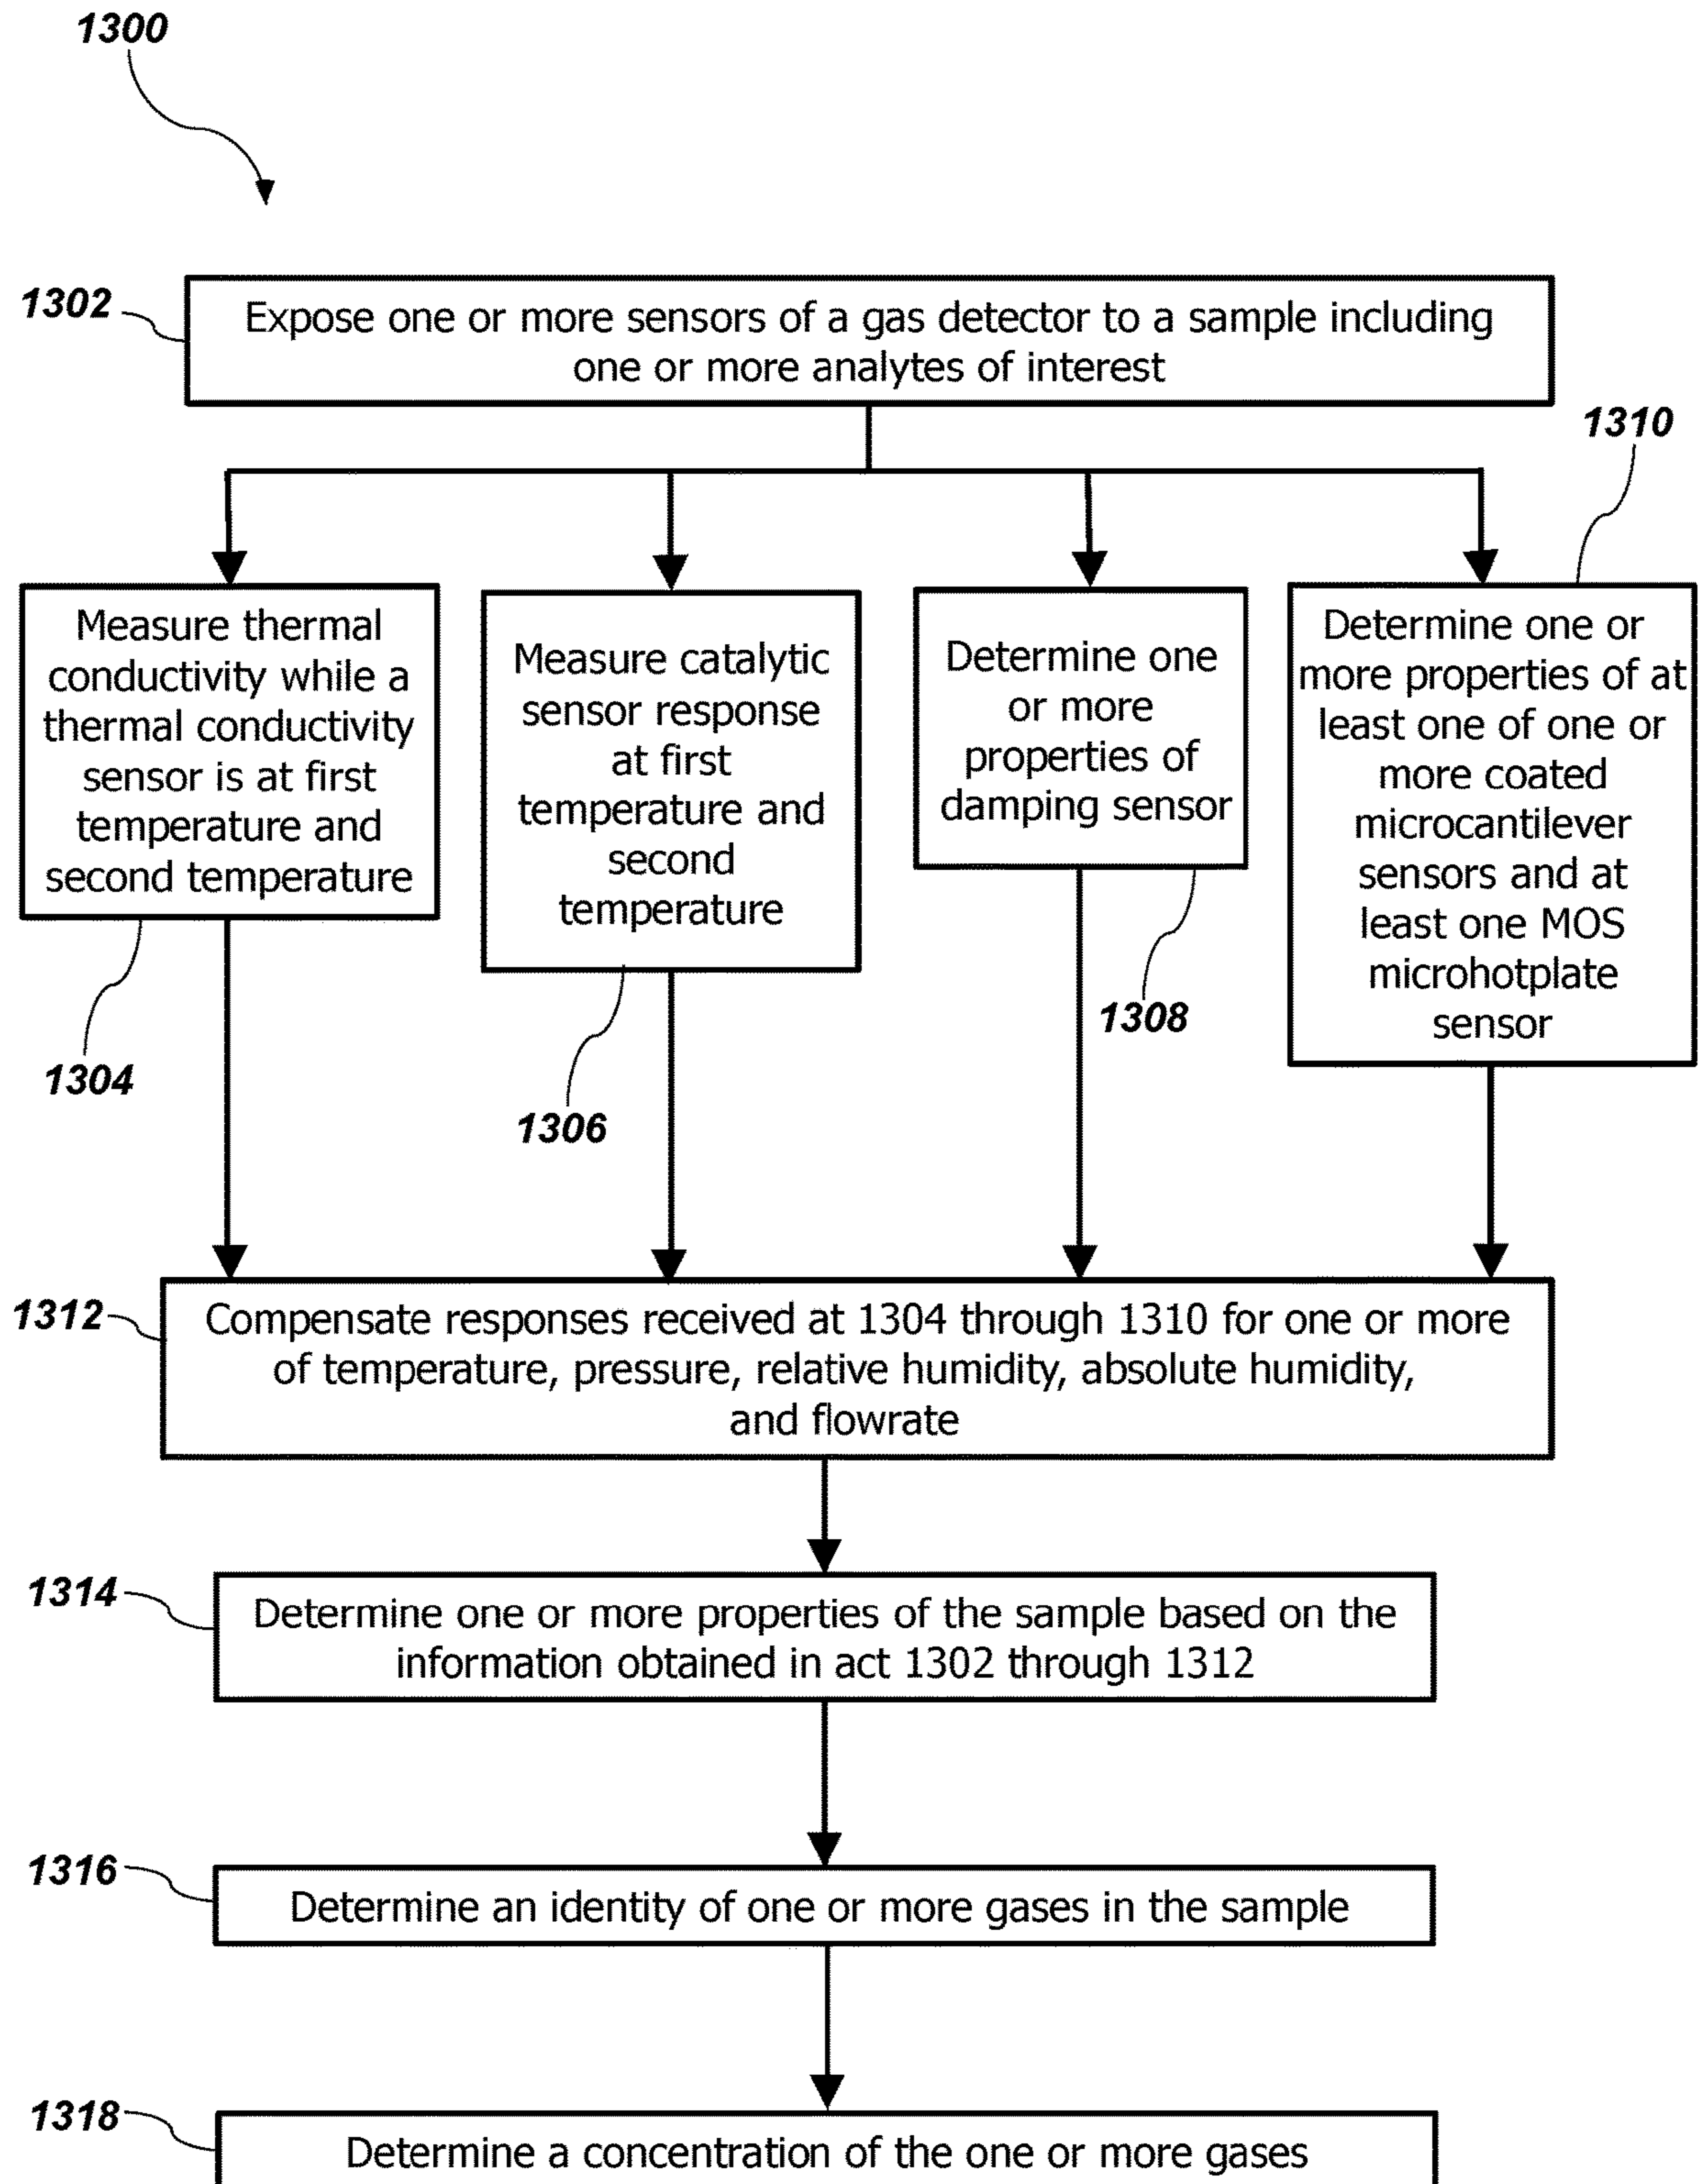 1300
1302
Expose one or more sensors of a gas detector to a sample including
one or more analytes of interest
1310
Measure thermal
conductivity while a
thermal conductivity
sensor is at first
temperature and
second temperature
1304
Measure catalytic
sensor response
at first
temperature and
second
temperature
1306
Determine one
or more
properties of
damping sensor
1308
Determine one or
more properties of at
least one of one or
more coated
microcantilever
sensors and at
least one MOS
microhotplate
sensor
1312
Compensate responses received at 1304 through 1310 for one or more
of temperature, pressure, relative humidity, absolute humidity,
and flowrate
1314
Determine one or more properties of the sample based on the
information obtained in act 1302 through 1312
1316
Determine an identity of one or more gases in the sample
1318
Determine a concentration of the one or more gases